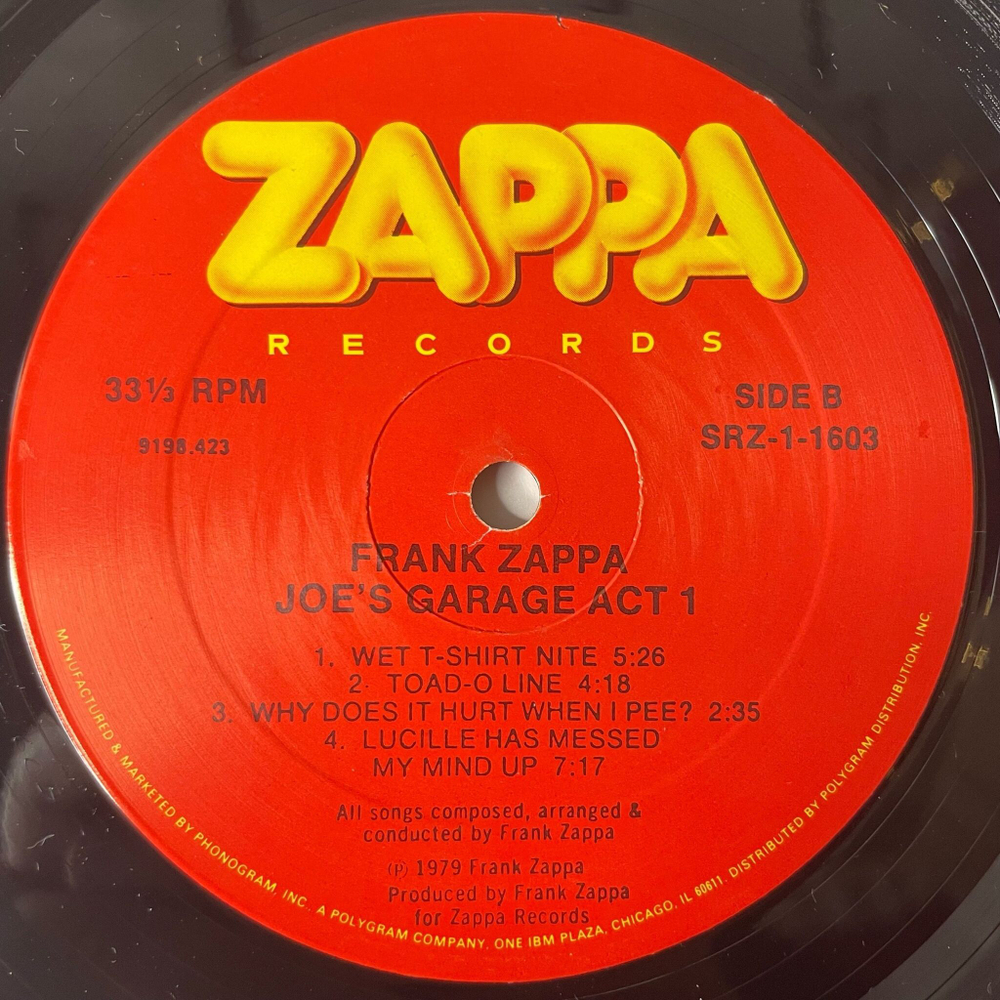 ZAPPA
RECORDS
33⅓ RPM
9198.423
SIDE B
SRZ-1-1603
FRANK ZAPPA
JOE'S GARAGE ACT 1
1. WET T-SHIRT NITE 5:26
2. TOAD-O LINE 4:18
3. WHY DOES IT HURT WHEN I PEE? 2:35
4. LUCILLE HAS MESSED
MY MIND UP 7:17
All songs composed, arranged &
conducted by Frank Zappa
℗ 1979 Frank Zappa
Produced by Frank Zappa
for Zappa Records
MANUFACTURED & MARKETED BY PHONOGRAM, INC. A POLYGRAM COMPANY, ONE IBM PLAZA, CHICAGO, IL 60611. DISTRIBUTED BY POLYGRAM DISTRIBUTION, INC.